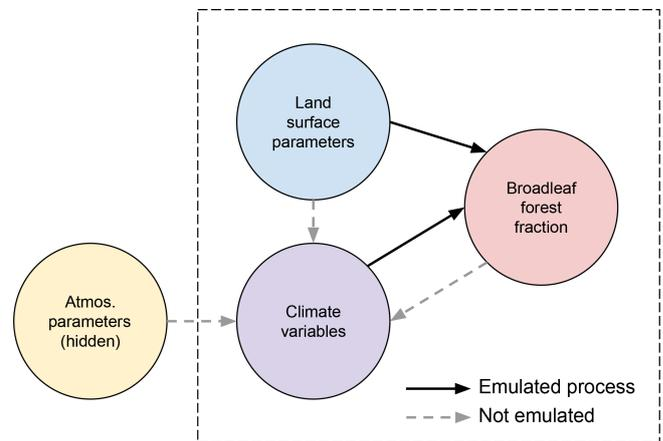 Land
surface
parameters
Broadleaf
forest
fraction
Atmos.
parameters
(hidden)
Climate
variables
Emulated process
Not emulated